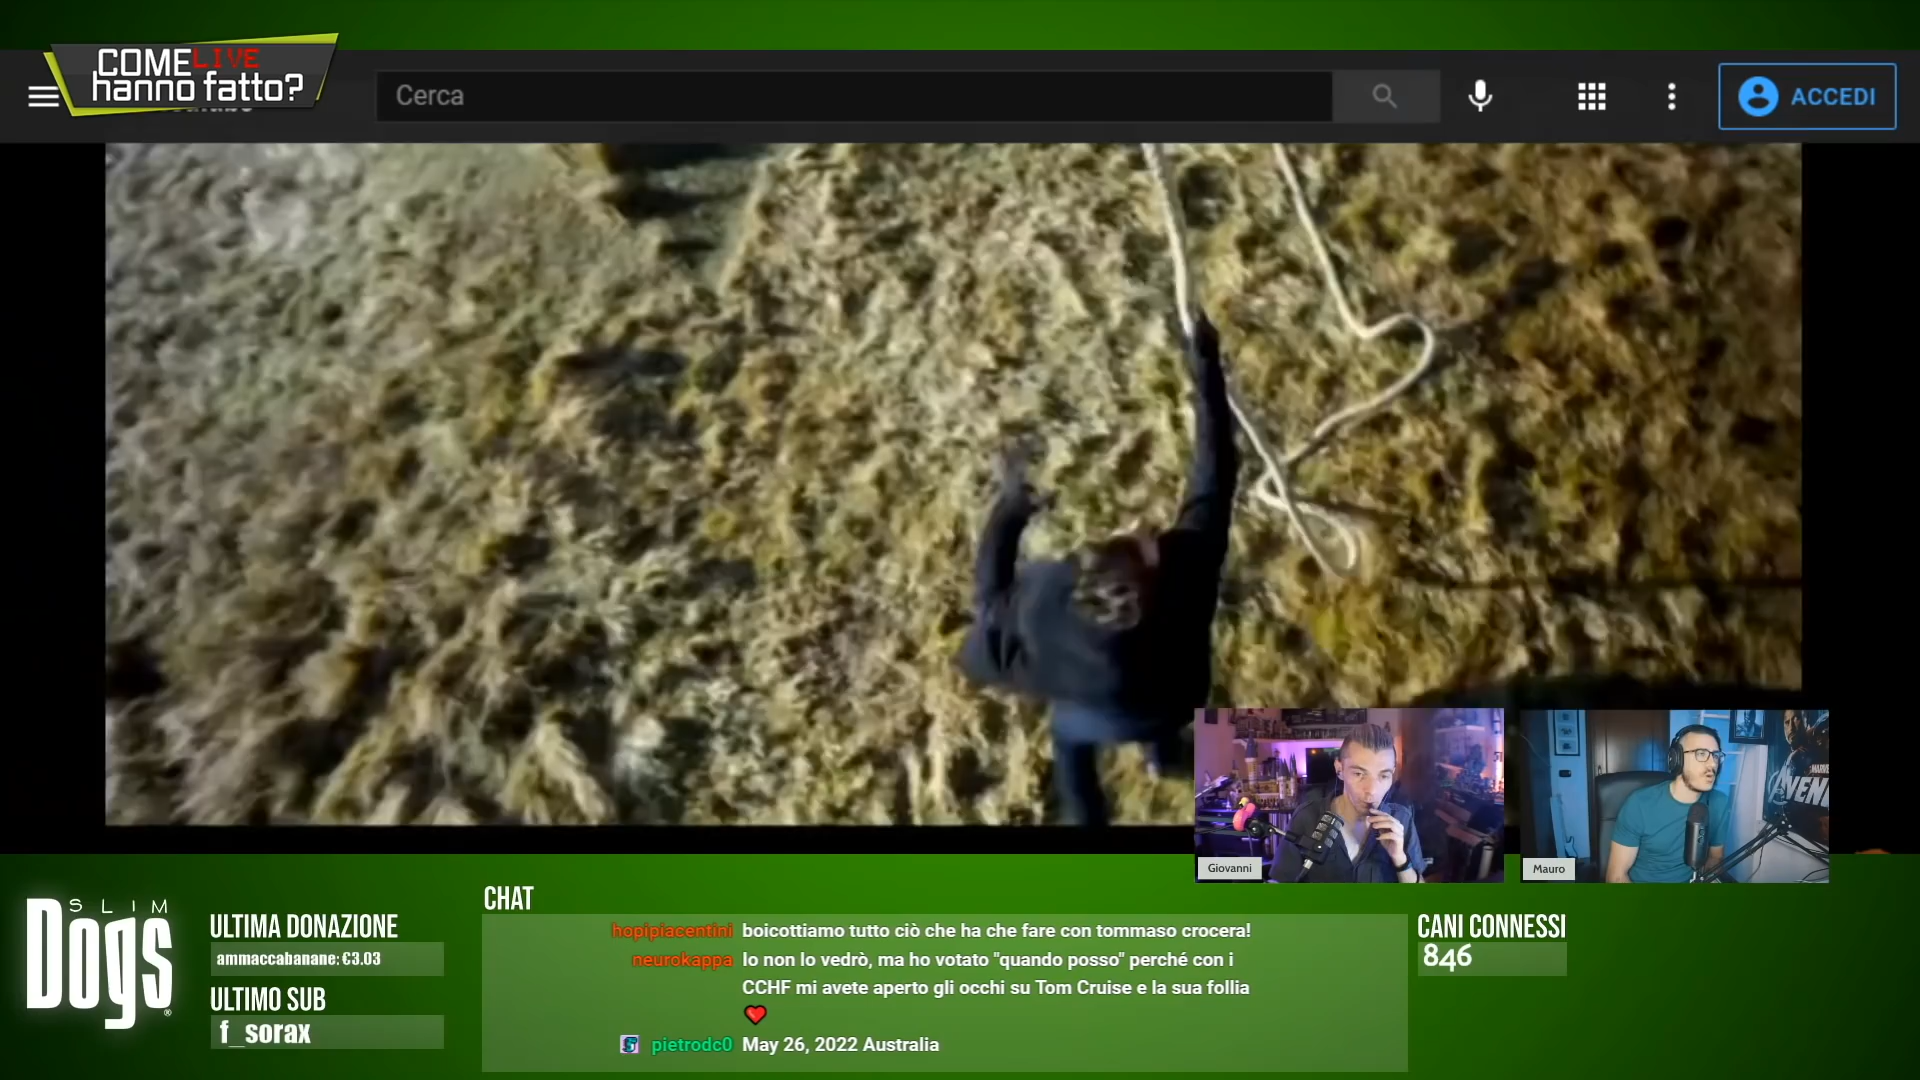 COME LIVE
hanno fatto?
Cerca
ACCEDI
Giovanni
Mauro
MARVEL
AVEN
SLIM
Dogs
®
ULTIMA DONAZIONE
ammaccabanane: €3.03
ULTIMO SUB
f_sorax
CHAT
hopipiacentini boicottiamo tutto ciò che ha che fare con tommaso crocera!
neurokappa Io non lo vedrò, ma ho votato "quando posso" perché con i
CCHF mi avete aperto gli occhi su Tom Cruise e la sua follia
❤️
pietrodc0 May 26, 2022 Australia
CANI CONNESSI
846